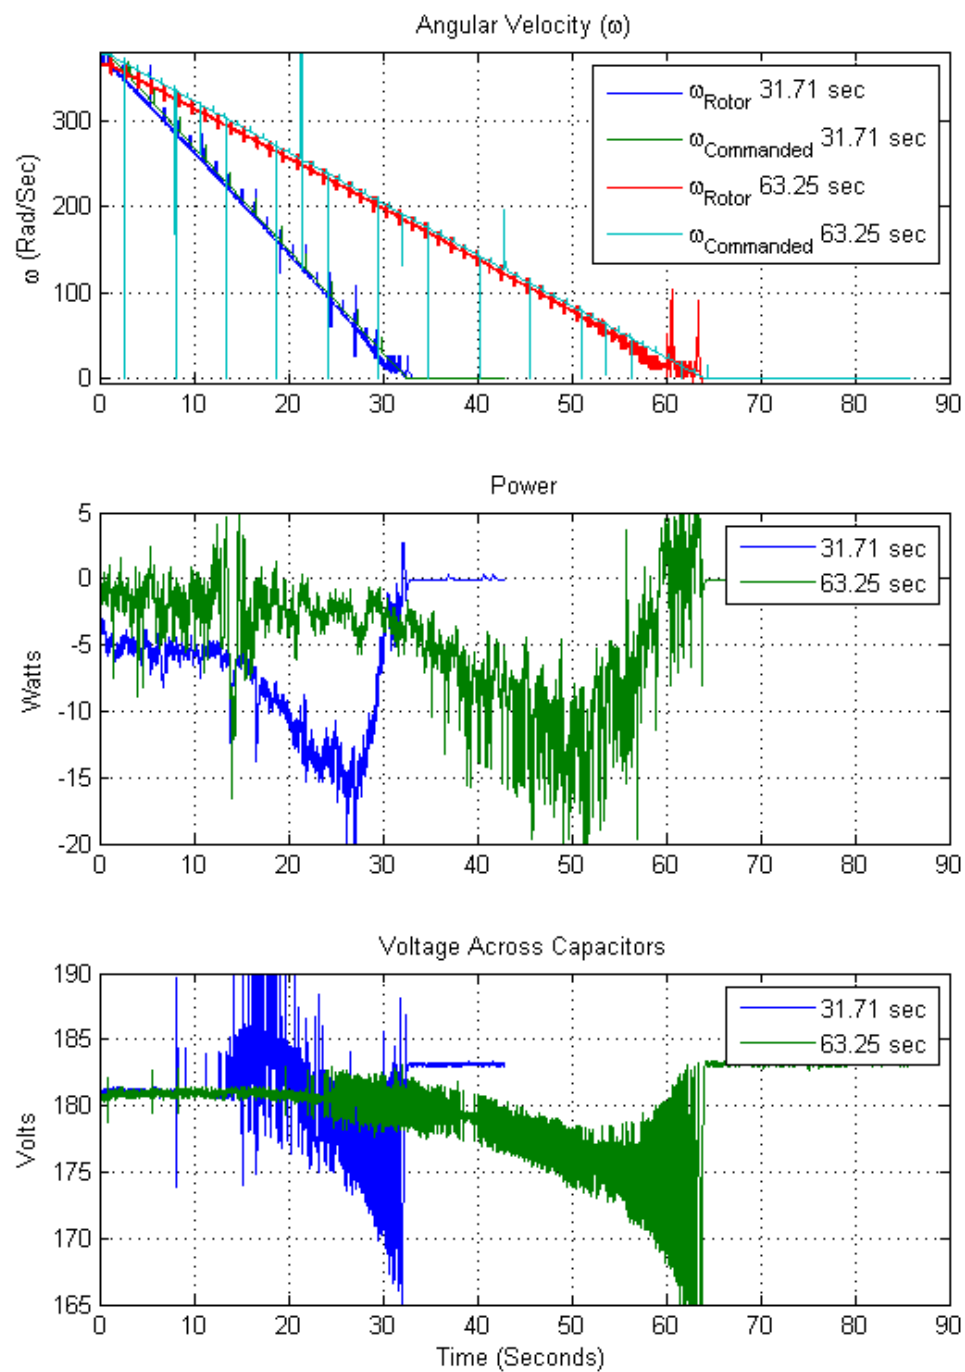 Angular Velocity (ω)
ω (Rad/Sec)
300
200
100
0
0 10 20 30 40 50 60 70 80 90
ωRotor 31.71 sec
ωCommanded 31.71 sec
ωRotor 63.25 sec
ωCommanded 63.25 sec
Power
Watts
5
0
-5
-10
-15
-20
0 10 20 30 40 50 60 70 80 90
31.71 sec
63.25 sec
Voltage Across Capacitors
Volts
190
185
180
175
170
165
0 10 20 30 40 50 60 70 80 90
31.71 sec
63.25 sec
Time (Seconds)